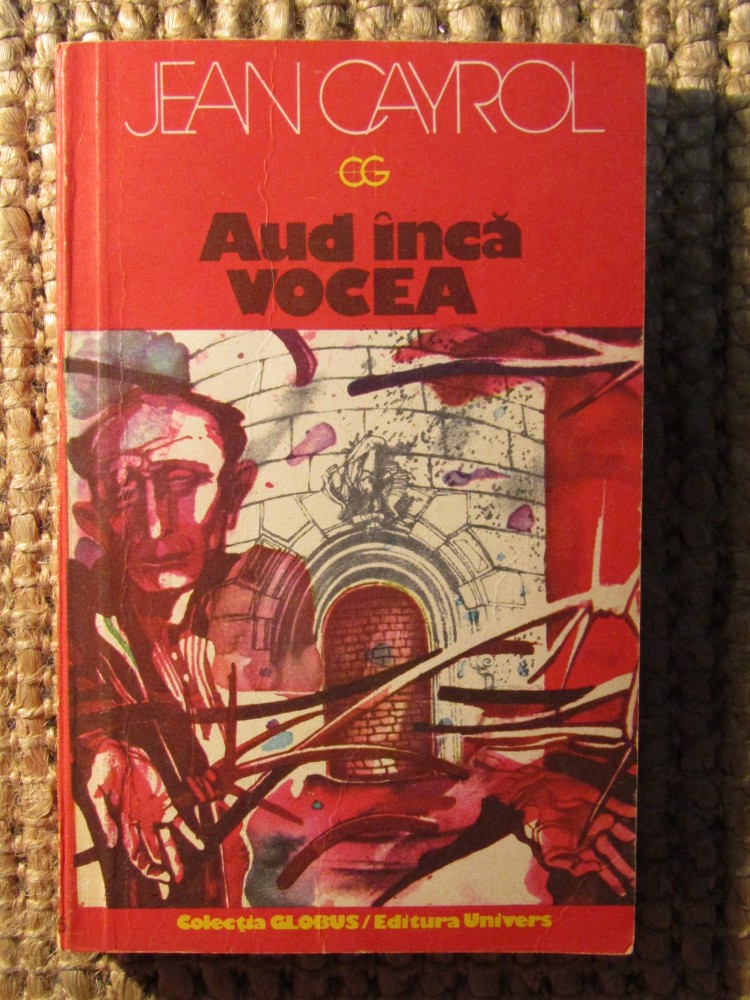 JEAN CAYROL
CG
Aud încă
VOCEA
Colecția GLOBUS/Editura Univers